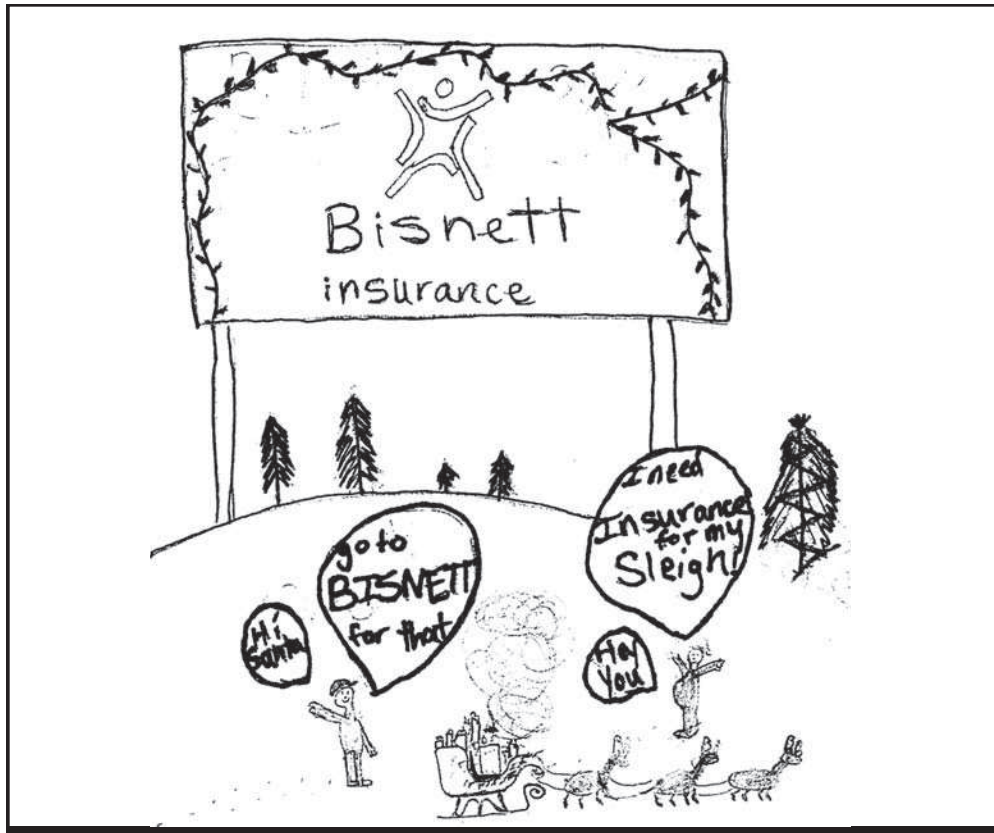 Bisnett
insurance
Hi
Santa
go to
BISNETT
for that
Hey
You
I need
Insurance
for my
Sleigh!